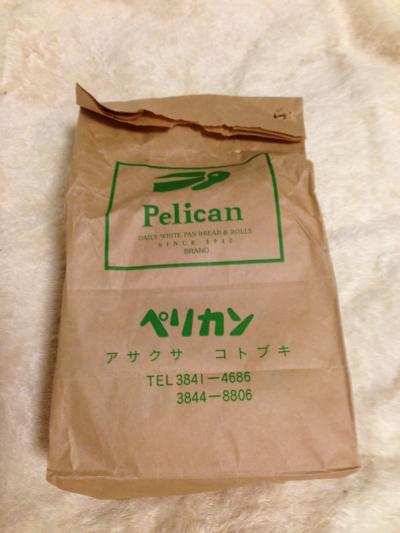 Pelican
DAILY WHITE PAN BREAD & ROLLS
SINCE 1942
BRAND
ペリカン
アサクサ コトブキ
TEL 3841-4686
3844-8806